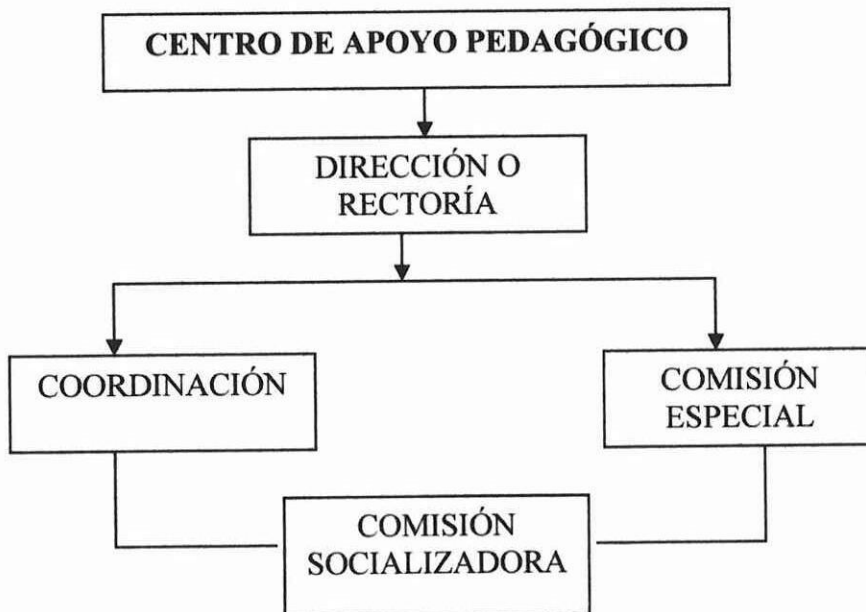 CENTRO DE APOYO PEDAGÓGICO
DIRECCIÓN O
RECTORÍA
COORDINACIÓN
COMISIÓN
ESPECIAL
COMISIÓN
SOCIALIZADORA